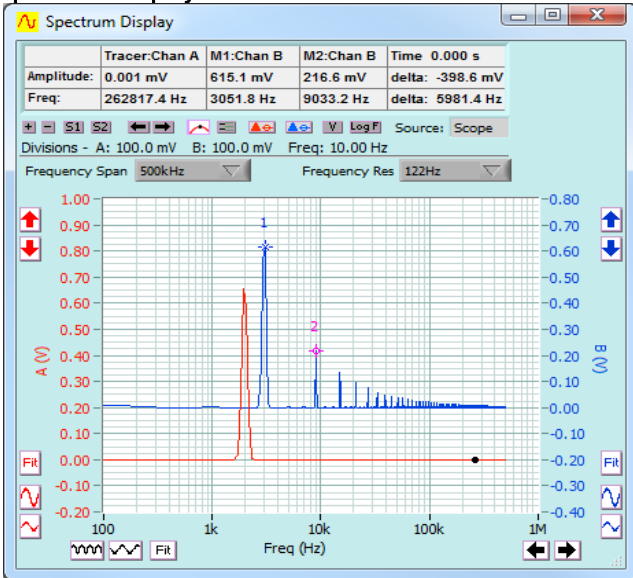 Spectrum Display
Tracer:Chan A M1:Chan B M2:Chan B Time 0.000 s
Amplitude: 0.001 mV 615.1 mV 216.6 mV delta: -398.6 mV
Freq: 262817.4 Hz 3051.8 Hz 9033.2 Hz delta: 5981.4 Hz
+ - S1 S2 V Log F Source: Scope
Divisions - A: 100.0 mV B: 100.0 mV Freq: 10.00 Hz
Frequency Span 500kHz Frequency Res 122Hz
1.00 -0.80
0.90 -0.70
1
0.80 -0.60
0.70 -0.50
0.60 -0.40
0.50 -0.30
2
0.40 -0.20
0.30 -0.10
0.20 -0.00
0.10 -0.10
0.00 -0.20
-0.10 -0.30
-0.20 -0.40
A (V)
B (V)
Fit Fit
100 1k 10k 100k 1M
Fit Freq (Hz)